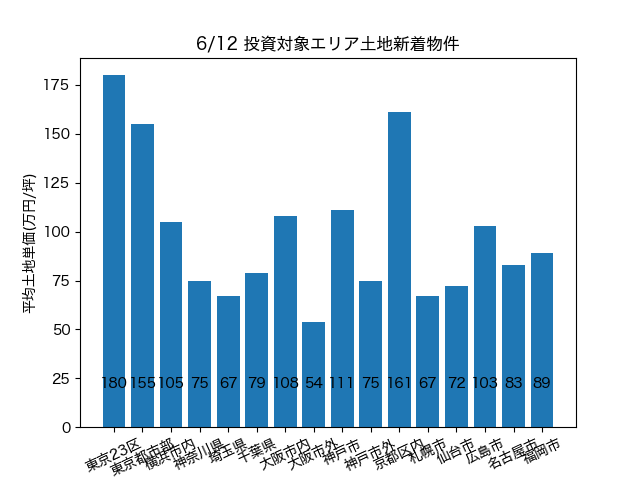 6/12 投資対象エリア土地新着物件
平均土地単価(万円/坪)
175
150
125
100
75
50
25
0
180 155 105 75 67 79 108 54 111 75 161 67 72 103 83 89
東京23区 東京都市部 横浜市内 神奈川県 埼玉県 千葉県 大阪市内 大阪市外 神戸市 神戸市外 京都区内 札幌市 仙台市 広島市 名古屋市 福岡市